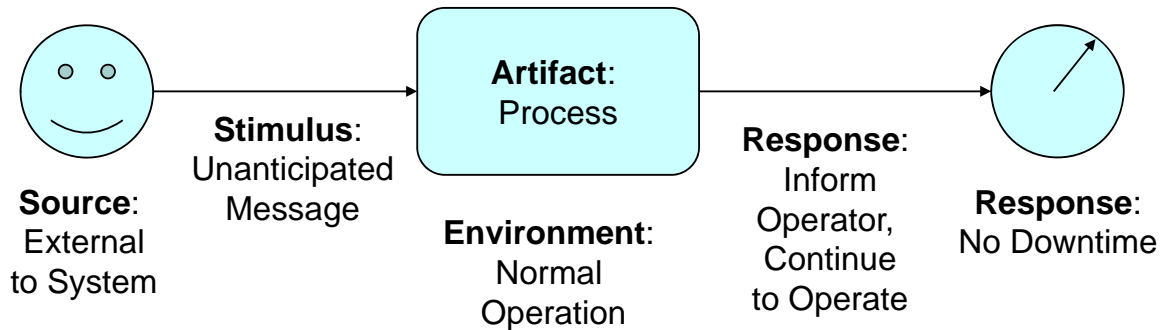 Source:
External
to System
Stimulus:
Unanticipated
Message
Artifact:
Process
Environment:
Normal
Operation
Response:
Inform
Operator,
Continue
to Operate
Response:
No Downtime